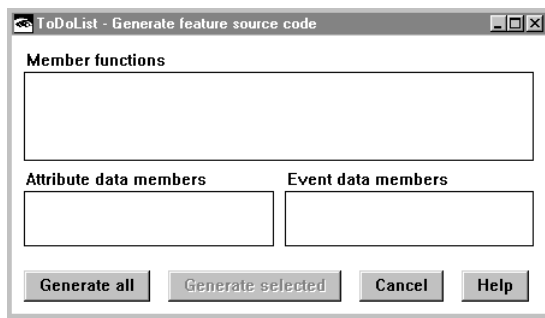 ToDoList - Generate feature source code
Member functions
Attribute data members Event data members
Generate all Generate selected Cancel Help